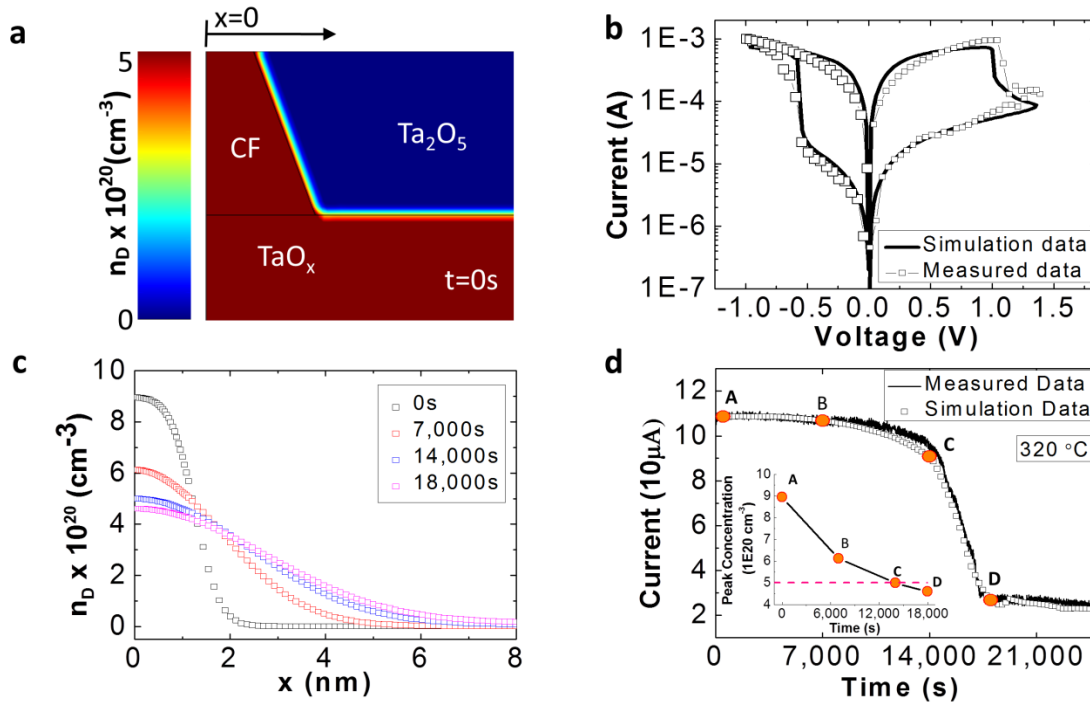 a
x=0
5
0
n_D x 10^20 (cm^-3)
CF
Ta_2O_5
TaO_x
t=0s
b
1E-3
1E-4
1E-5
1E-6
1E-7
Current (A)
-1.0 -0.5 0.0 0.5 1.0 1.5
Voltage (V)
Simulation data
Measured data
c
10
8
6
4
2
0
n_D x 10^20 (cm^-3)
0s
7,000s
14,000s
18,000s
0 2 4 6 8
x (nm)
d
12
10
8
6
4
2
Current (10μA)
A
B
C
D
Measured Data
Simulation Data
320 °C
0 7,000 14,000 21,000
Time (s)
Peak Concentration
(1E20 cm^-3)
10
9
8
7
6
5
4
A
B
C
D
0 6,000 12,000 18,000
Time (s)